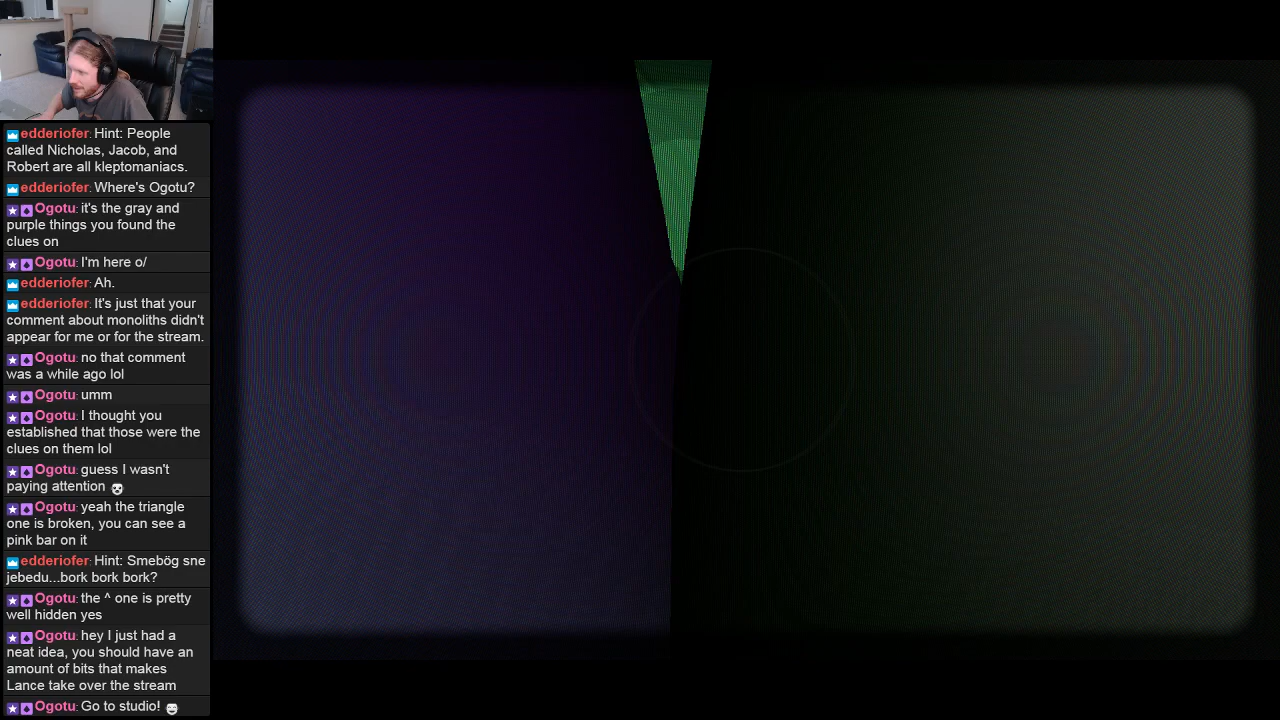 edderiofer: Hint: People
called Nicholas, Jacob, and
Robert are all kleptomaniacs.
edderiofer: Where's Ogotu?
Ogotu: it's the gray and
purple things you found the
clues on
Ogotu: I'm here o/
edderiofer: Ah.
edderiofer: It's just that your
comment about monoliths didn't
appear for me or for the stream.
Ogotu: no that comment
was a while ago lol
Ogotu: umm
Ogotu: I thought you
established that those were the
clues on them lol
Ogotu: guess I wasn't
paying attention
Ogotu: yeah the triangle
one is broken, you can see a
pink bar on it
edderiofer: Hint: Smebög sne
jebedu...bork bork bork?
Ogotu: the ^ one is pretty
well hidden yes
Ogotu: hey I just had a
neat idea, you should have an
amount of bits that makes
Lance take over the stream
Ogotu: Go to studio!